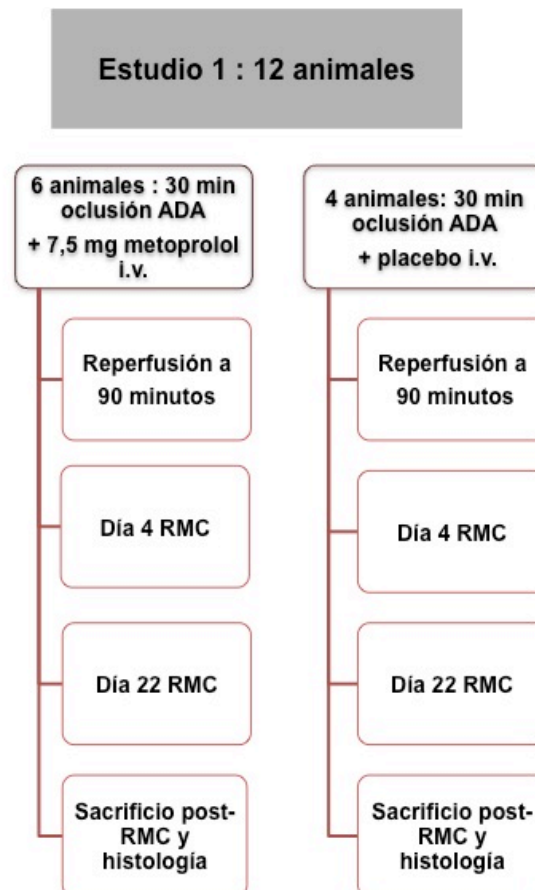 Estudio 1 : 12 animales
6 animales : 30 min
oclusión ADA
+ 7,5 mg metoprolol
i.v.
Reperfusión a
90 minutos
Día 4 RMC
Día 22 RMC
Sacrificio post-
RMC y
histología
4 animales: 30 min
oclusión ADA
+ placebo i.v.
Reperfusión a
90 minutos
Día 4 RMC
Día 22 RMC
Sacrificio post-
RMC y
histología